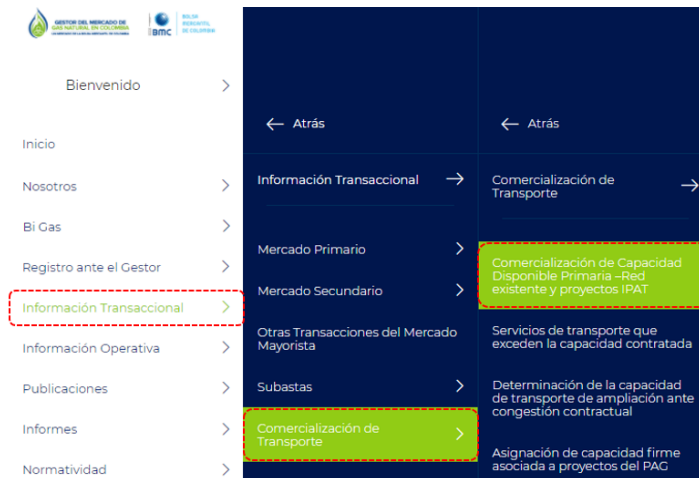 GESTOR DEL MERCADO DE
GAS NATURAL EN COLOMBIA
BMC
BOLSA
MERCANTIL
DE COLOMBIA
Bienvenido
Inicio
Nosotros
Bi Gas
Registro ante el Gestor
Información Transaccional
Información Operativa
Publicaciones
Informes
Normatividad
Atrás
Información Transaccional
Mercado Primario
Mercado Secundario
Otras Transacciones del Mercado
Mayorista
Subastas
Comercialización de
Transporte
Atrás
Comercialización de
Transporte
Comercialización de Capacidad
Disponible Primaria –Red
existente y proyectos IPAT
Servicios de transporte que
exceden la capacidad contratada
Determinación de la capacidad
de transporte de ampliación ante
congestión contractual
Asignación de capacidad firme
asociada a proyectos del PAG